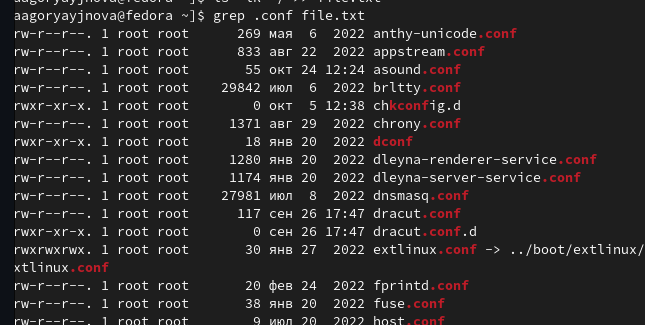 aagoryayjnova@fedora ~]$ grep .conf file.txt
rw-r--r--. 1 root root 269 мая 6 2022 anthy-unicode.conf
rw-r--r--. 1 root root 833 авг 22 2022 appstream.conf
rw-r--r--. 1 root root 55 окт 24 12:24 asound.conf
rw-r--r--. 1 root root 29842 июл 6 2022 brltty.conf
rwxr-xr-x. 1 root root 0 окт 5 12:38 chkconfig.d
rw-r--r--. 1 root root 1371 авг 29 2022 chrony.conf
rwxr-xr-x. 1 root root 18 янв 20 2022 dconf
rw-r--r--. 1 root root 1280 янв 20 2022 dleyna-renderer-service.conf
rw-r--r--. 1 root root 1174 янв 20 2022 dleyna-server-service.conf
rw-r--r--. 1 root root 27981 июл 8 2022 dnsmasq.conf
rw-r--r--. 1 root root 117 сен 26 17:47 dracut.conf
rwxr-xr-x. 1 root root 0 сен 26 17:47 dracut.conf.d
rwxrwxrwx. 1 root root 30 янв 27 2022 extlinux.conf -> ../boot/extlinux/
xtlinux.conf
rw-r--r--. 1 root root 20 фев 24 2022 fprintd.conf
rw-r--r--. 1 root root 38 янв 20 2022 fuse.conf
rw-r--r--. 1 root root 9 июл 20 2022 host.conf